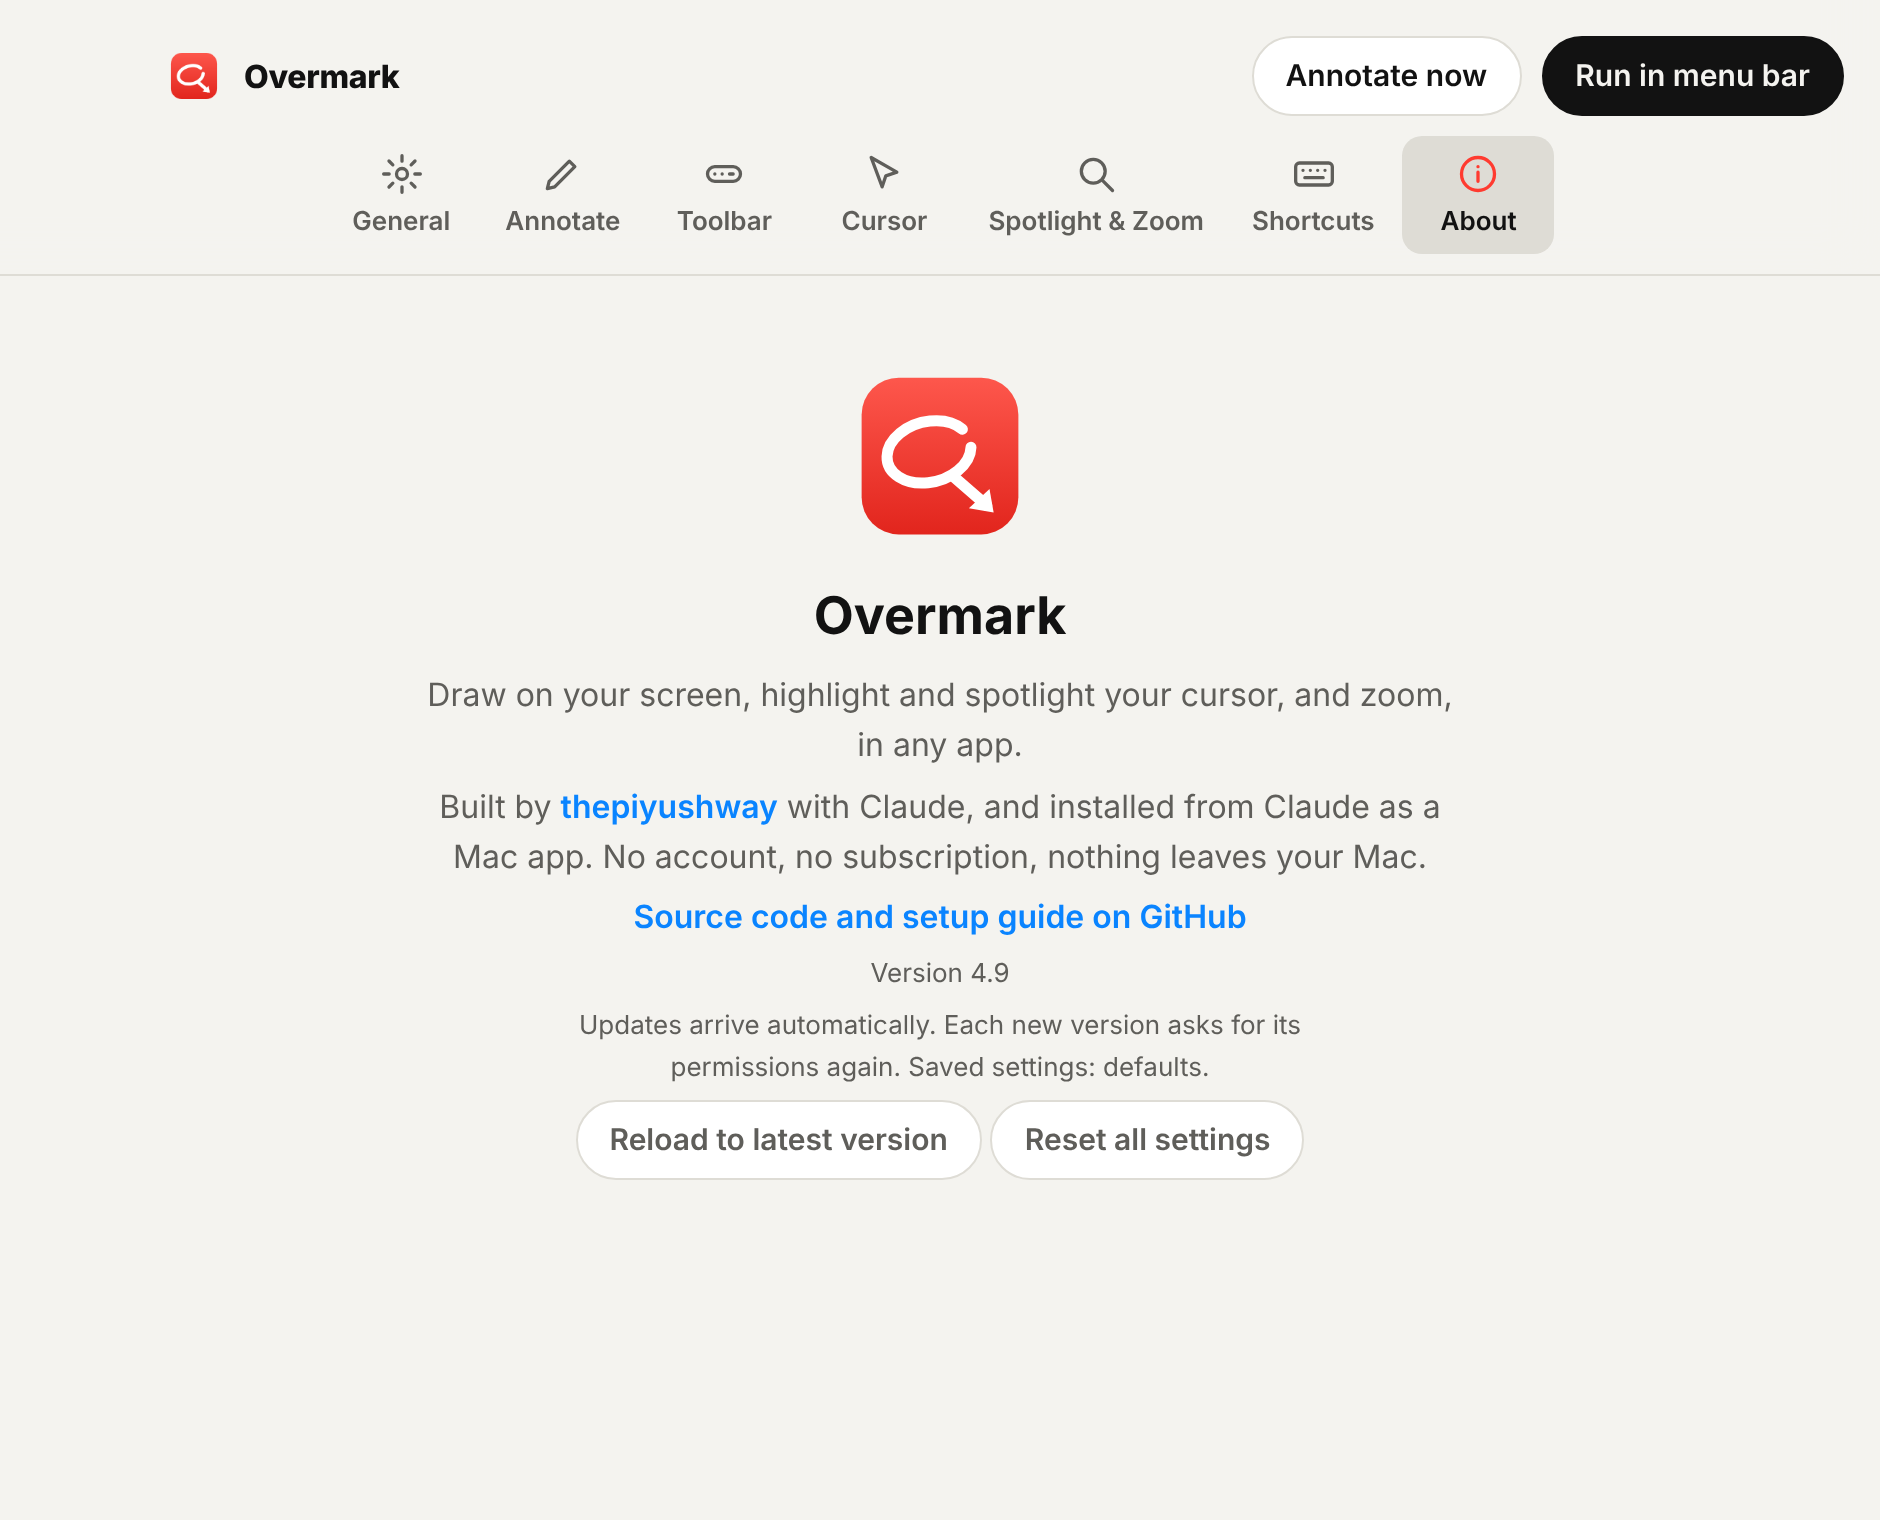 Overmark
Annotate now
Run in menu bar
General
Annotate
Toolbar
Cursor
Spotlight & Zoom
Shortcuts
About
Overmark
Draw on your screen, highlight and spotlight your cursor, and zoom,
in any app.
Built by thepiyushway with Claude, and installed from Claude as a
Mac app. No account, no subscription, nothing leaves your Mac.
Source code and setup guide on GitHub
Version 4.9
Updates arrive automatically. Each new version asks for its
permissions again. Saved settings: defaults.
Reload to latest version
Reset all settings